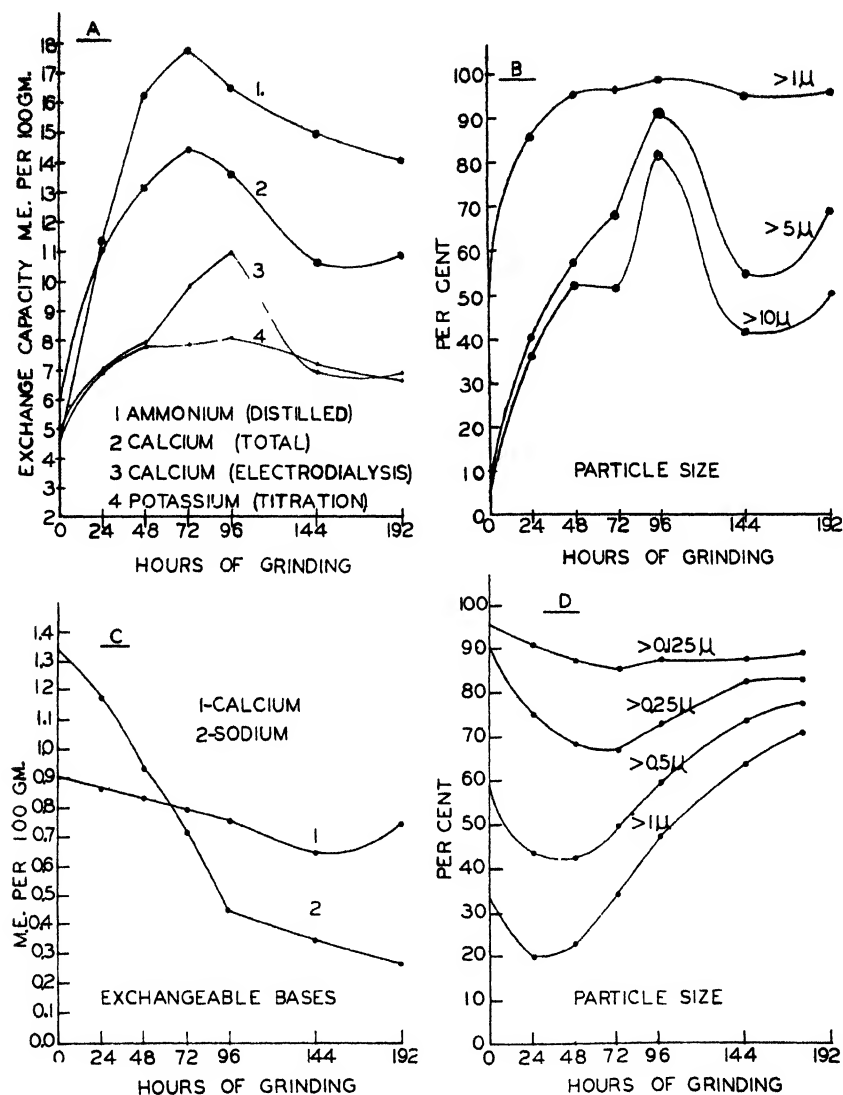 A
EXCHANGE CAPACITY M.E. PER 100GM.
18
17
16
15
14
13
12
11
10
9
8
7
6
5
4
3
2
1.
2
3
4
1 AMMONIUM (DISTILLED)
2 CALCIUM (TOTAL)
3 CALCIUM (ELECTRODIALYSIS)
4 POTASSIUM (TITRATION)
0 24 48 72 96 144 192
HOURS OF GRINDING
B
PER CENT
100
90
80
70
60
50
40
30
20
10
0
>1μ
>5μ
>10μ
PARTICLE SIZE
0 24 48 72 96 144 192
HOURS OF GRINDING
C
M.E. PER 100 GM.
1.4
1.3
1.2
1.1
1.0
0.9
0.8
0.7
0.6
0.5
0.4
0.3
0.2
0.1
0.0
1-CALCIUM
2-SODIUM
1
2
EXCHANGEABLE BASES
0 24 48 72 96 144 192
HOURS OF GRINDING
D
PER CENT
100
90
80
70
60
50
40
30
20
10
0
>0.125μ
>0.25μ
>0.5μ
>1μ
PARTICLE SIZE
0 24 48 72 96 144 192
HOURS OF GRINDING